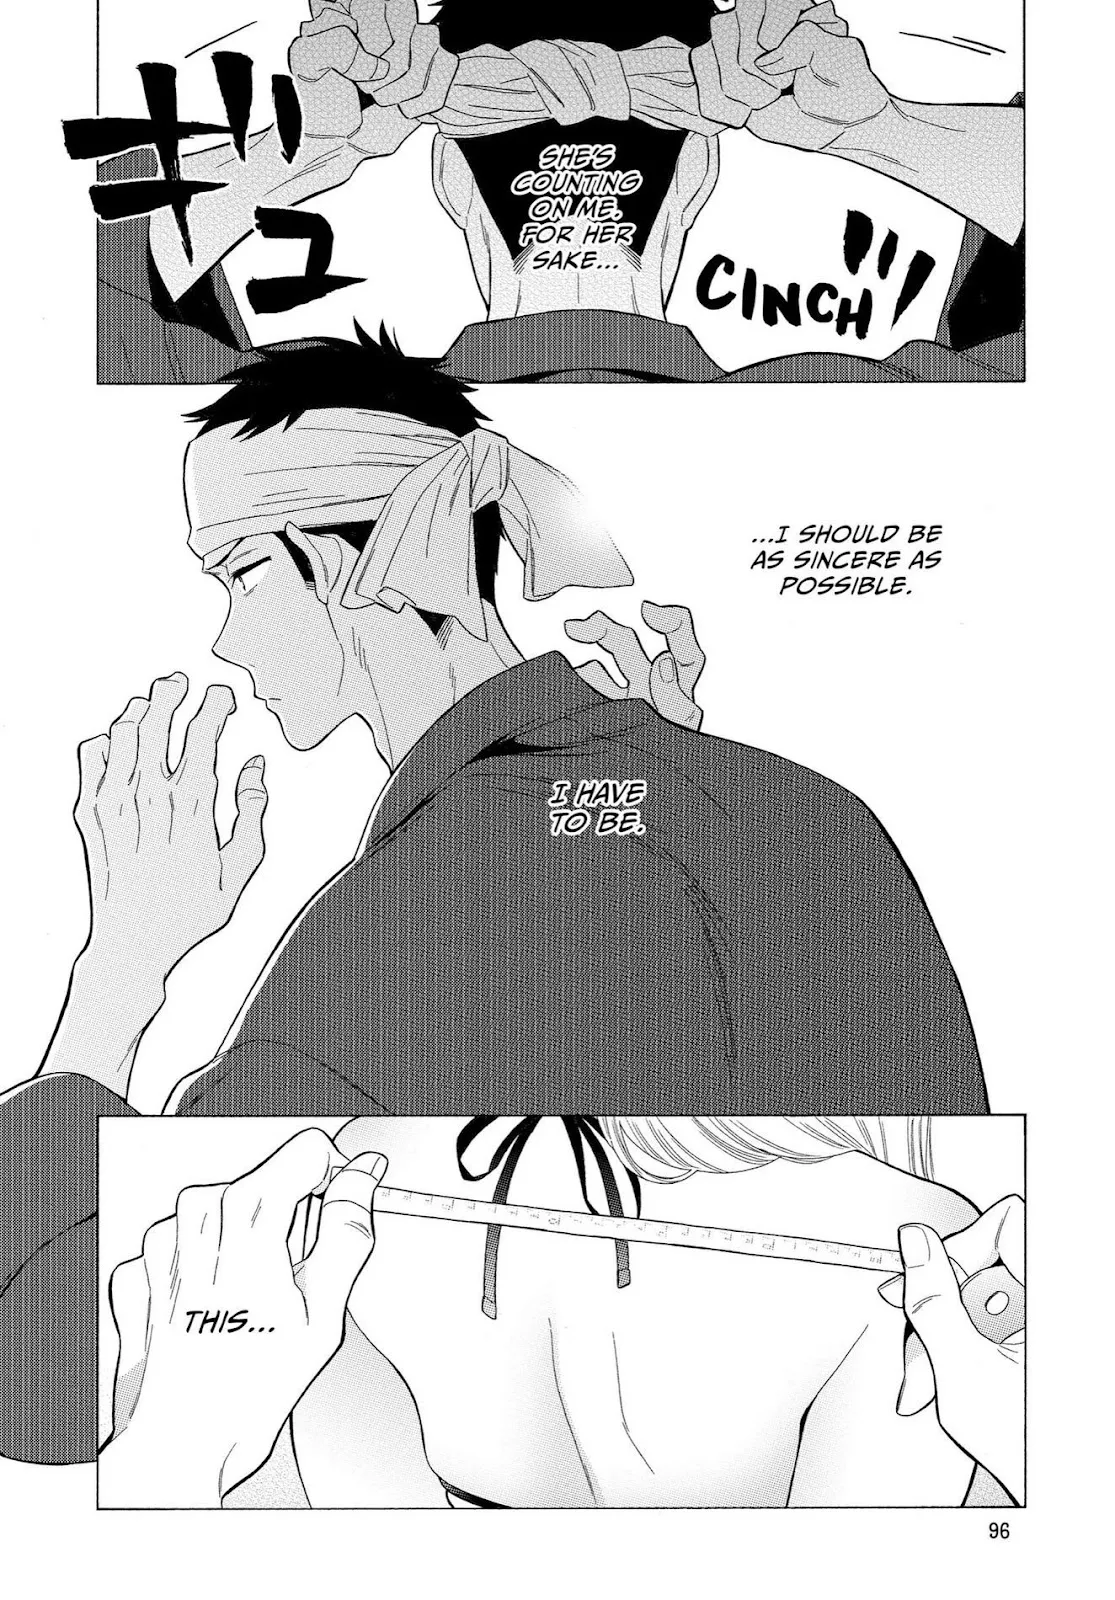 ギュ
SHE'S
COUNTING
ON ME.
FOR HER
SAKE...
CINCH
...I SHOULD BE
AS SINCERE AS
POSSIBLE.
I HAVE
TO BE.
THIS...
96